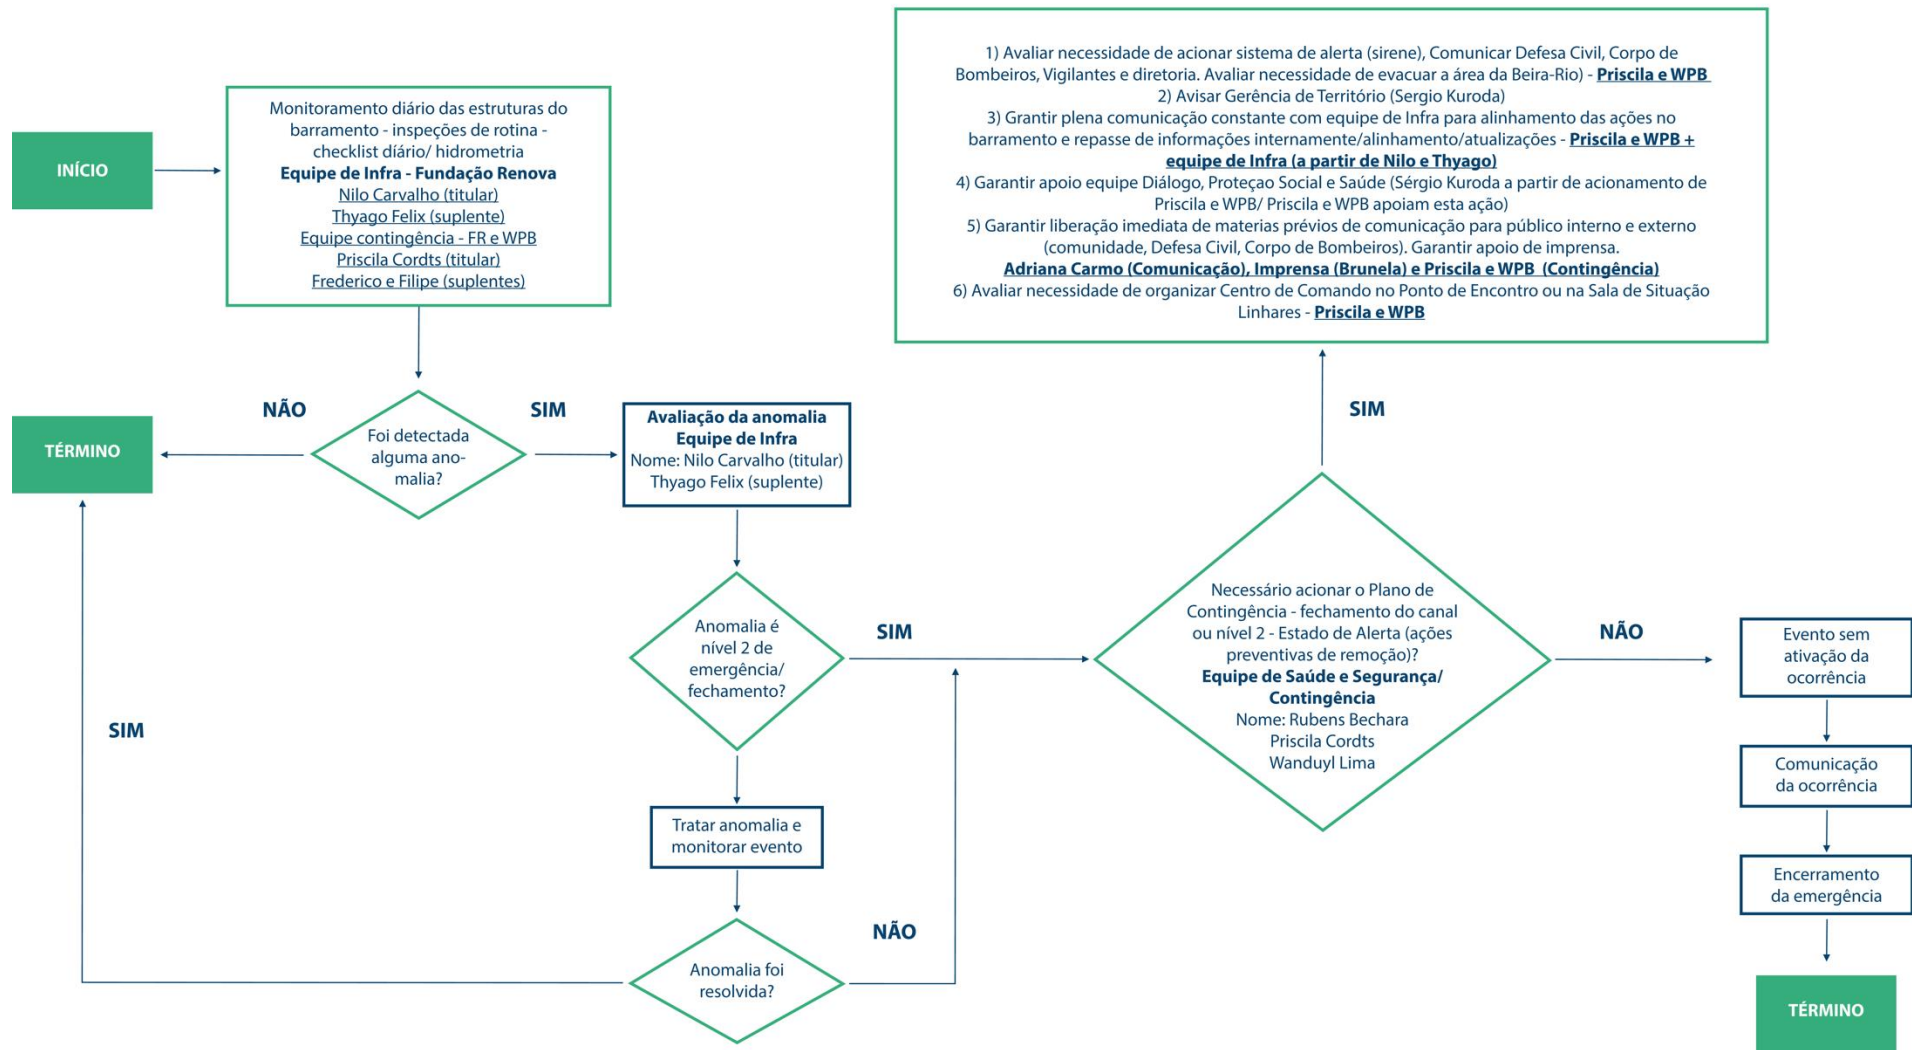 1) Avaliar necessidade de acionar sistema de alerta (sirene), Comunicar Defesa Civil, Corpo de
Bombeiros, Vigilantes e diretoria. Avaliar necessidade de evacuar a área da Beira-Rio) - Priscila e WPB
2) Avisar Gerência de Território (Sergio Kuroda)
3) Grantir plena comunicação constante com equipe de Infra para alinhamento das ações no
barramento e repasse de informações internamente/alinhamento/atualizações - Priscila e WPB +
equipe de Infra (a partir de Nilo e Thyago)
4) Garantir apoio equipe Diálogo, Proteçao Social e Saúde (Sérgio Kuroda a partir de acionamento de
Priscila e WPB/ Priscila e WPB apoiam esta ação)
5) Garantir liberação imediata de materias prévios de comunicação para público interno e externo
(comunidade, Defesa Civil, Corpo de Bombeiros). Garantir apoio de imprensa.
Adriana Carmo (Comunicação), Imprensa (Brunela) e Priscila e WPB (Contingência)
6) Avaliar necessidade de organizar Centro de Comando no Ponto de Encontro ou na Sala de Situação
Linhares - Priscila e WPB
INÍCIO
Monitoramento diário das estruturas do
barramento - inspeções de rotina -
checklist díário/ hidrometria
Equipe de Infra - Fundação Renova
Nilo Carvalho (titular)
Thyago Felix (suplente)
Equipe contingência - FR e WPB
Priscila Cordts (titular)
Frederico e Filipe (suplentes)
NÃO
SIM
SIM
TÉRMINO
Foi detectada
alguma ano-
malia?
Avaliação da anomalia
Equipe de Infra
Nome: Nilo Carvalho (titular)
Thyago Felix (suplente)
Anomalia é
nível 2 de
emergência/
fechamento?
SIM
Necessário acionar o Plano de
Contingência - fechamento do canal
ou nível 2 - Estado de Alerta (ações
preventivas de remoção)?
Equipe de Saúde e Segurança/
Contingência
Nome: Rubens Bechara
Priscila Cordts
Wanduyl Lima
NÃO
Evento sem
ativação da
ocorrência
SIM
Comunicação
da ocorrência
Tratar anomalia e
monitorar evento
Encerramento
da emergência
NÃO
Anomalia foi
resolvida?
TÉRMINO